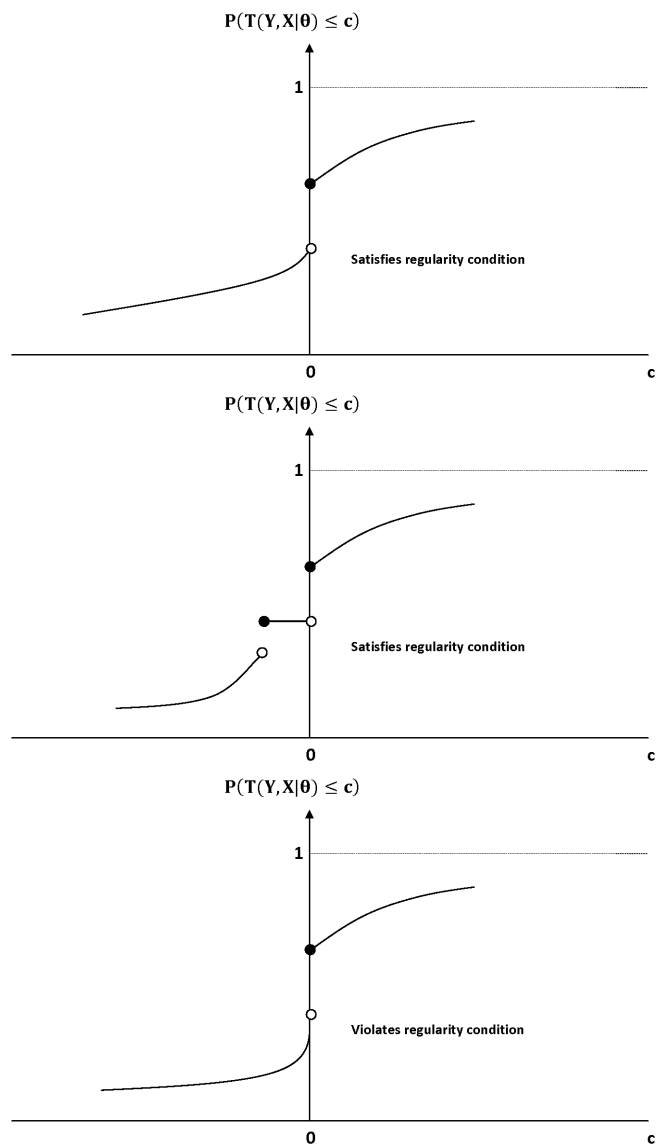 P(T(Y,X|θ) ≤ c)
1
Satisfies regularity condition
0
c
P(T(Y,X|θ) ≤ c)
1
Satisfies regularity condition
0
c
P(T(Y,X|θ) ≤ c)
1
Violates regularity condition
0
c